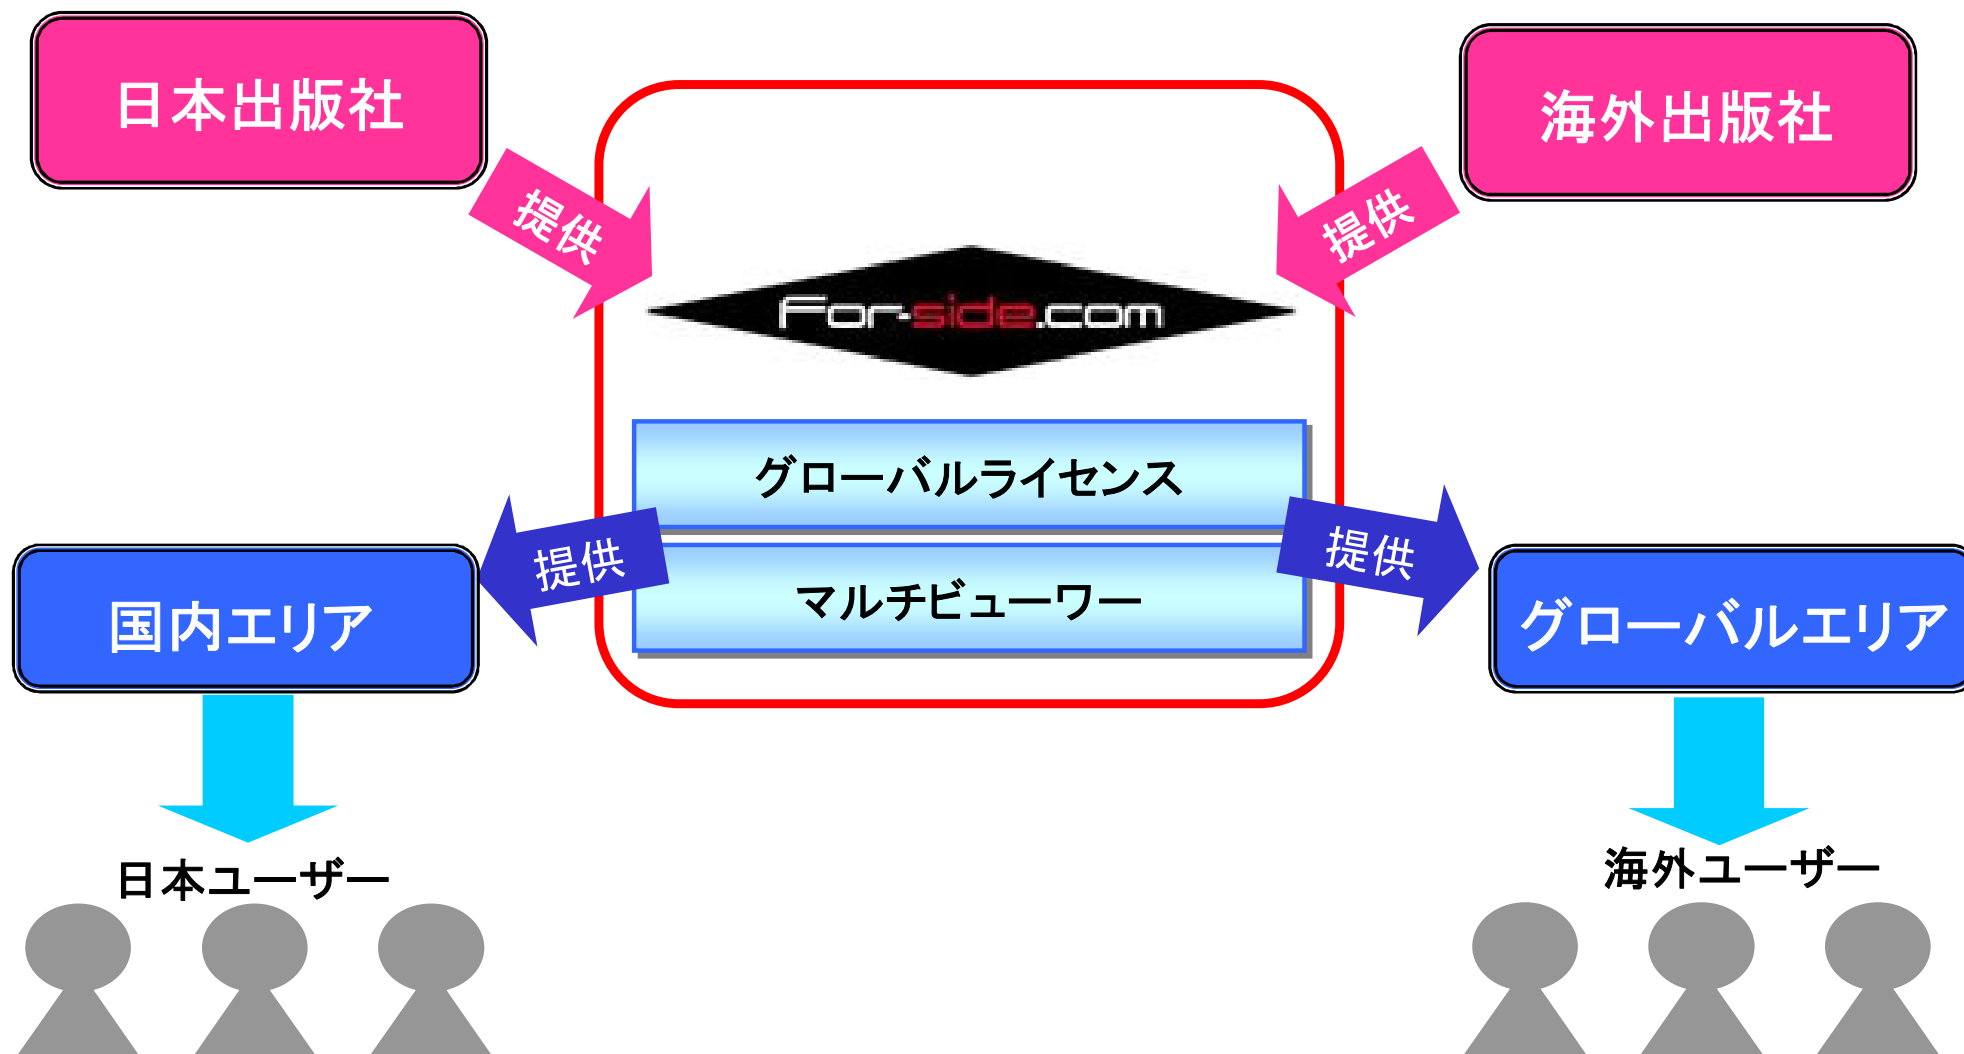 日本出版社
海外出版社
提供
提供
For-side.com
グローバルライセンス
マルチビューワー
提供
提供
国内エリア
グローバルエリア
日本ユーザー
海外ユーザー